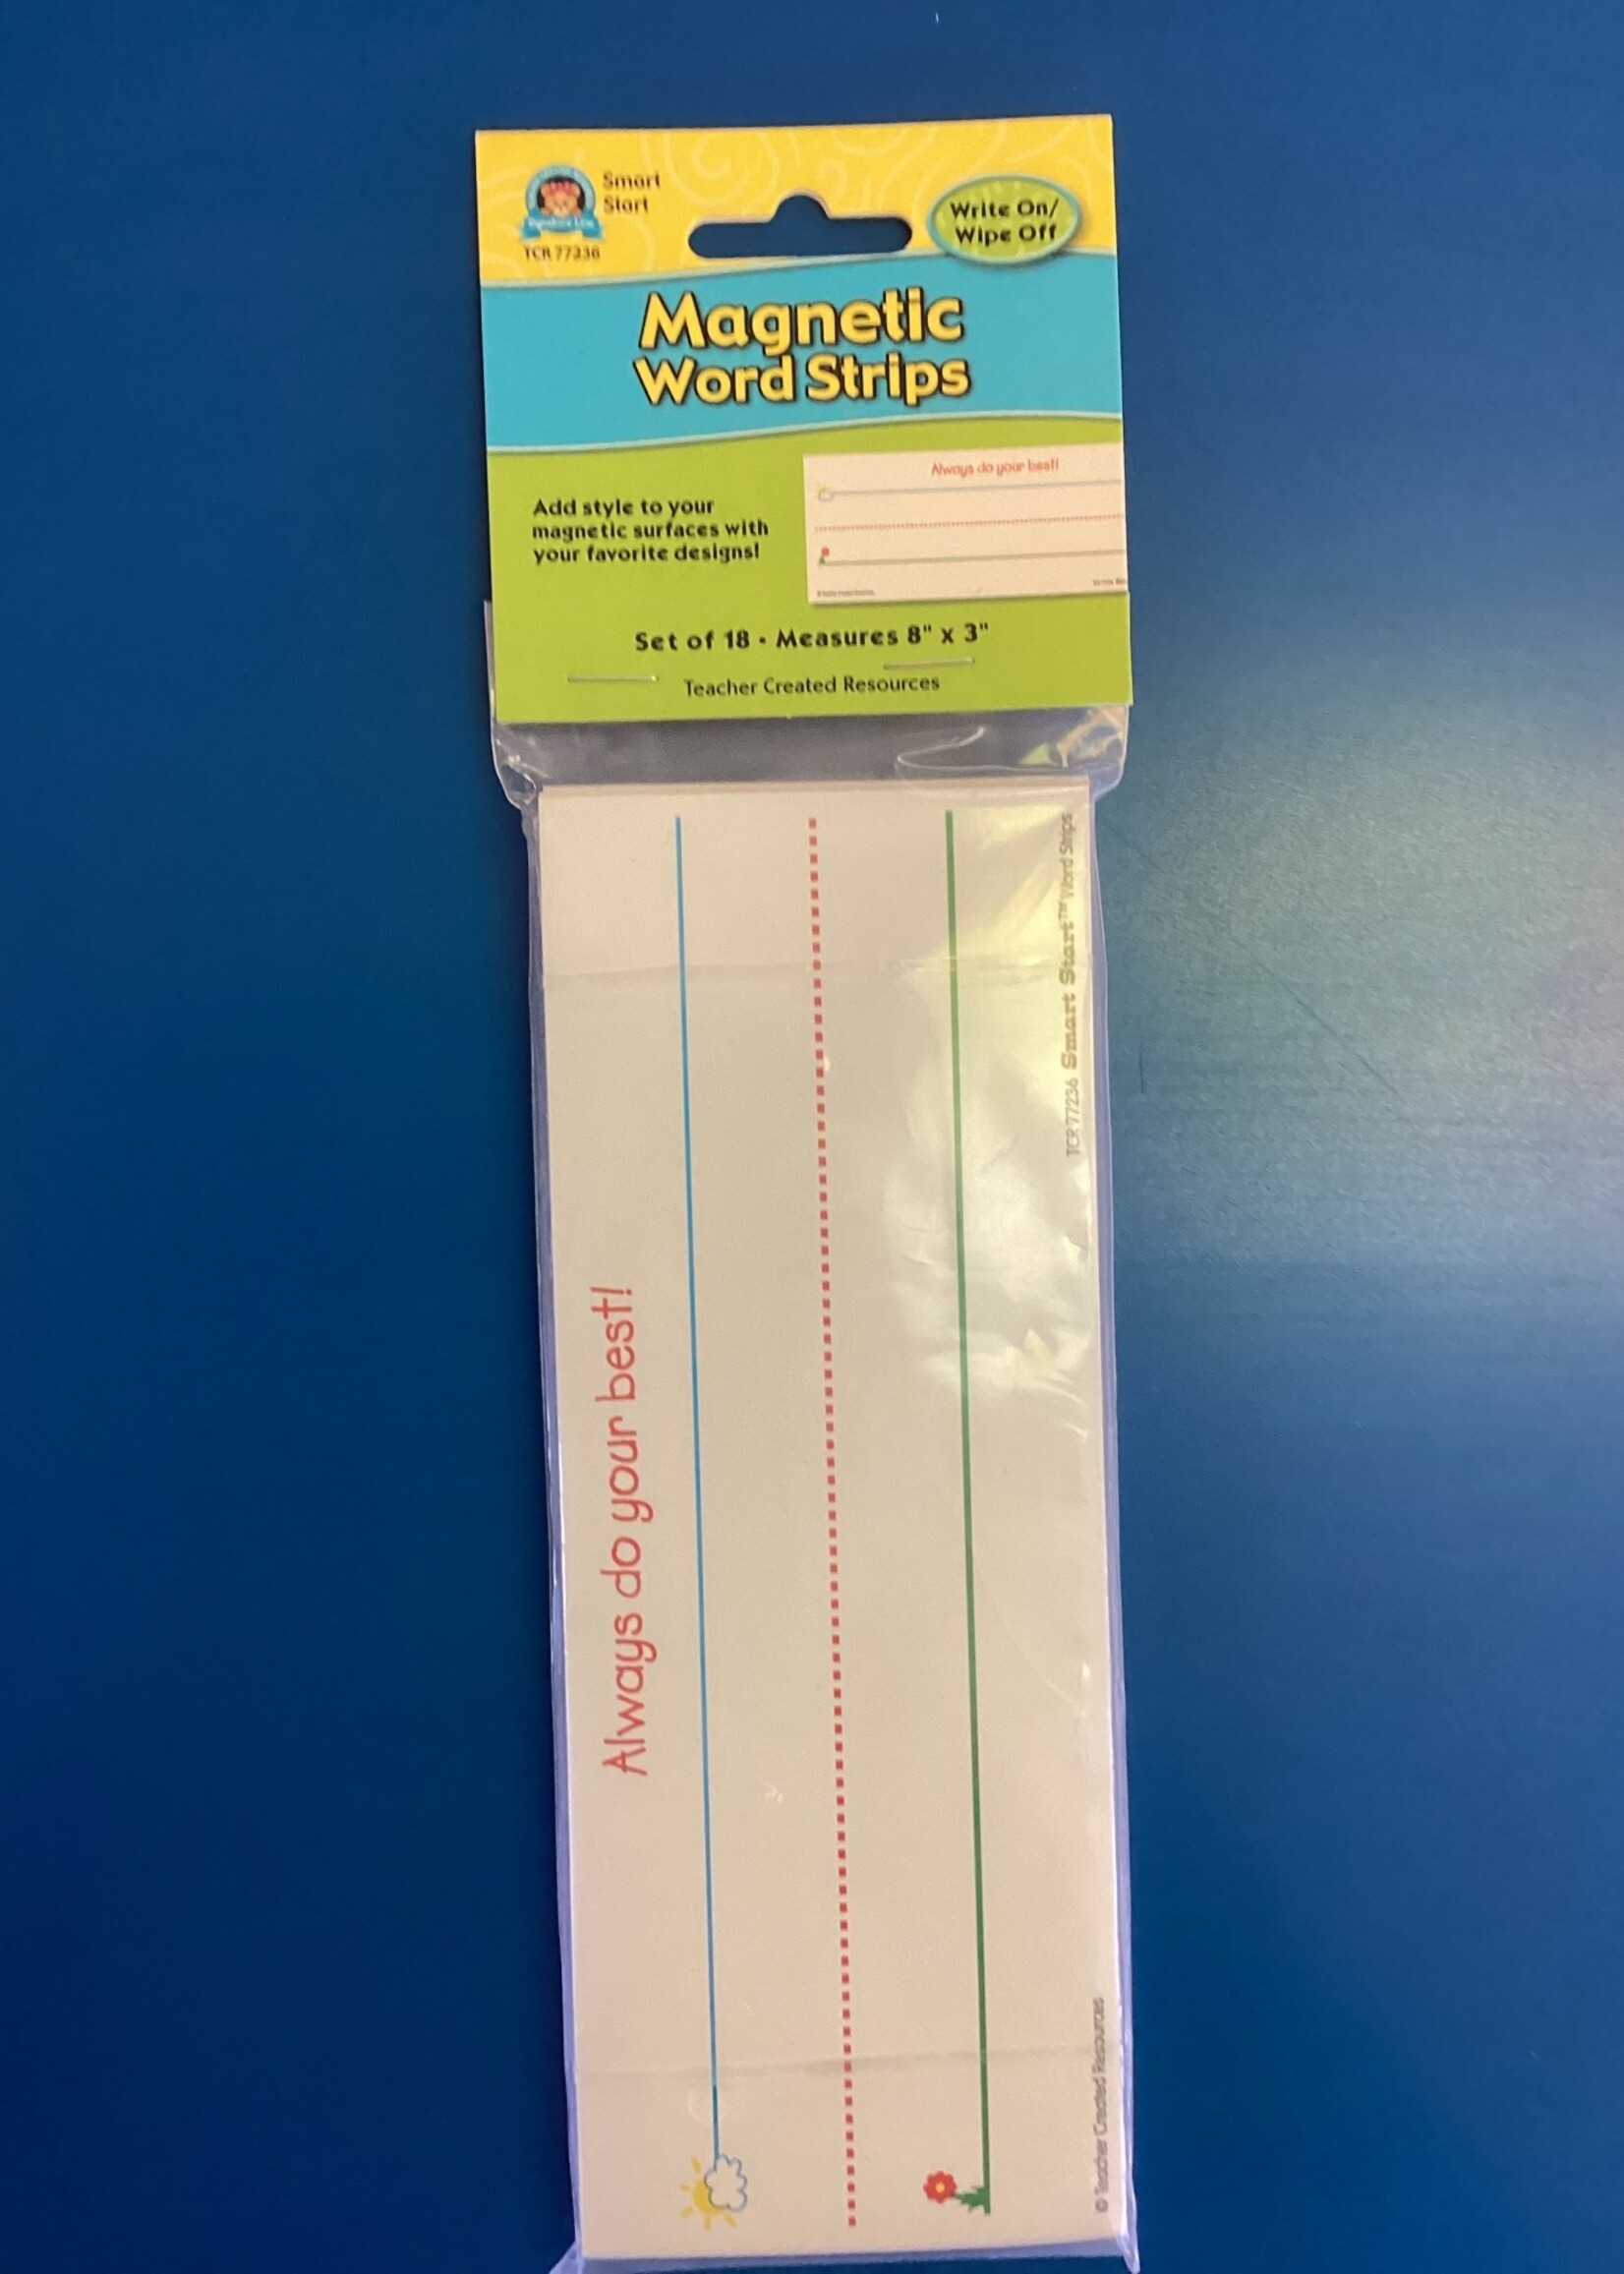 Smart
Start
TCR 77236
Write On/
Wipe Off
Magnetic
Word Strips
Always do your best!
Add style to your
magnetic surfaces with
your favorite designs!
Set of 18 • Measures 8" x 3"
Teacher Created Resources
Always do your best!
TCR 77236 Smart Start™ Word Strips
© Teacher Created Resources